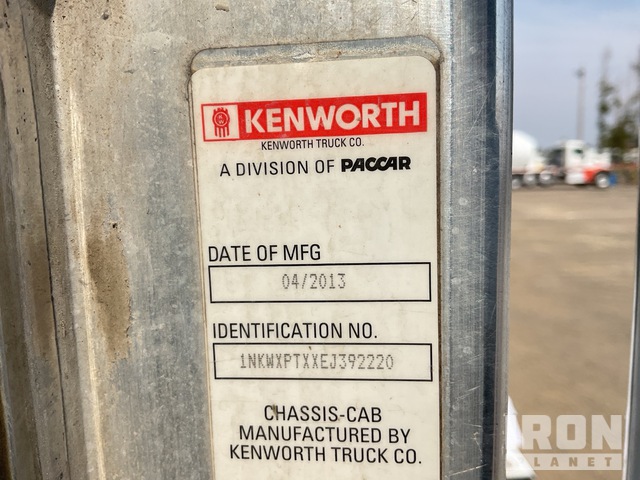 KENWORTH
KENWORTH TRUCK CO.
A DIVISION OF PACCAR
DATE OF MFG
04/2013
IDENTIFICATION NO.
1NKWXPTXXEJ392220
CHASSIS-CAB
MANUFACTURED BY
KENWORTH TRUCK CO.
IRON
PLANET